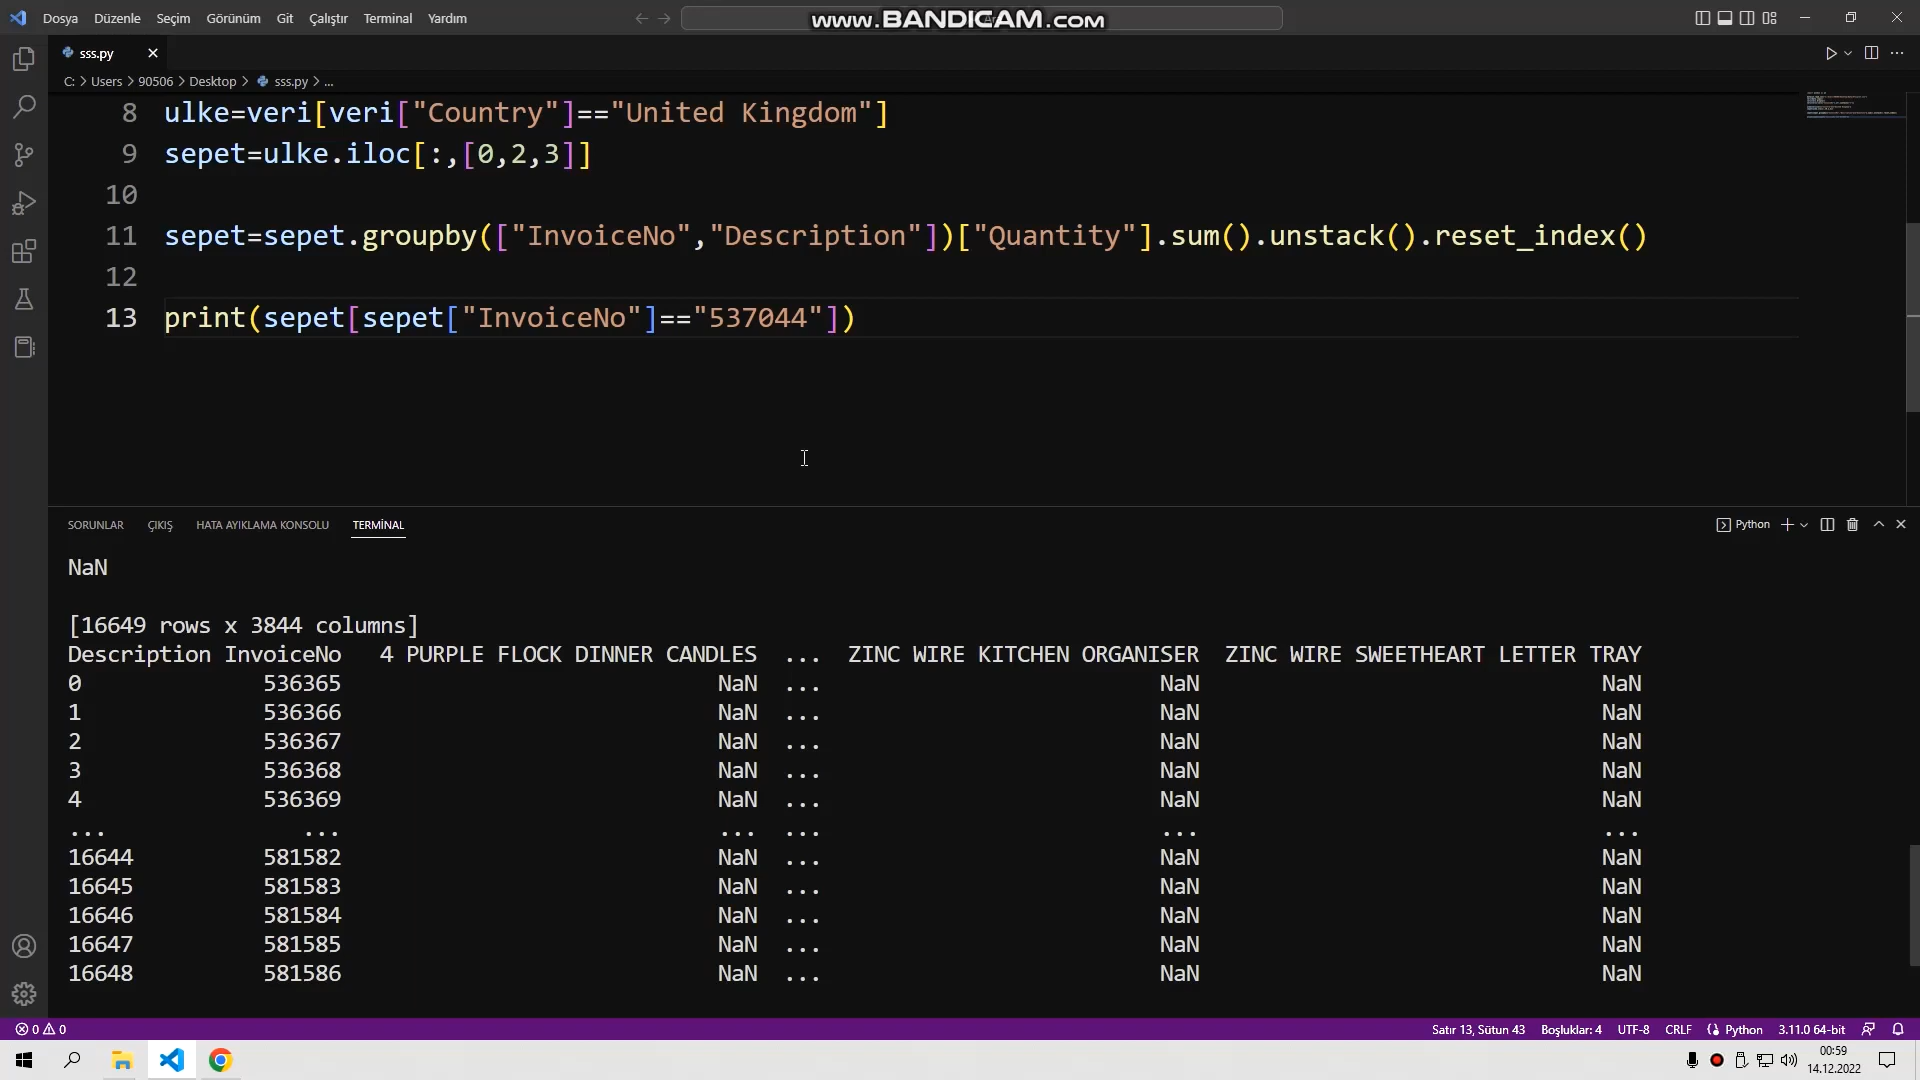 Dosya Düzenle Seçim Görünüm Git Çalıştır Terminal Yardım
www.BANDICAM.com
sss.py
C: > Users > 90506 > Desktop > sss.py > ...
8 ulke=veri[veri["Country"]=="United Kingdom"]
9 sepet=ulke.iloc[:,[0,2,3]]
10
11 sepet=sepet.groupby(["InvoiceNo","Description"])["Quantity"].sum().unstack().reset_index()
12
13 print(sepet[sepet["InvoiceNo"]=="537044"])
SORUNLAR ÇIKIŞ HATA AYIKLAMA KONSOLU TERMİNAL
Python
NaN
[16649 rows x 3844 columns]
Description InvoiceNo 4 PURPLE FLOCK DINNER CANDLES ... ZINC WIRE KITCHEN ORGANISER ZINC WIRE SWEETHEART LETTER TRAY
0 536365 NaN ... NaN NaN
1 536366 NaN ... NaN NaN
2 536367 NaN ... NaN NaN
3 536368 NaN ... NaN NaN
4 536369 NaN ... NaN NaN
... ... ... ... ... ...
16644 581582 NaN ... NaN NaN
16645 581583 NaN ... NaN NaN
16646 581584 NaN ... NaN NaN
16647 581585 NaN ... NaN NaN
16648 581586 NaN ... NaN NaN
0 0
Satır 13, Sütun 43 Boşluklar: 4 UTF-8 CRLF Python 3.11.0 64-bit
00:59
14.12.2022